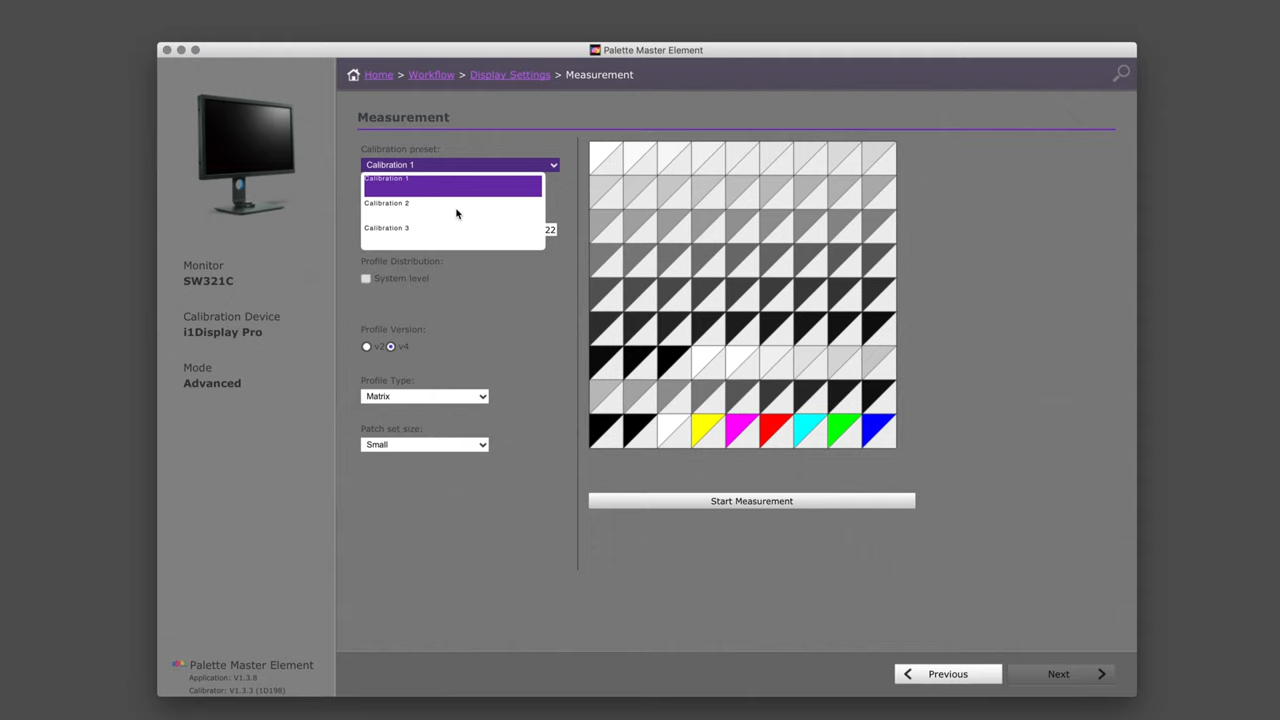 Palette Master Element
Home > Workflow > Display Settings > Measurement
Measurement
Calibration preset:
Calibration 1
Calibration 1
Calibration 2
Calibration 3
22
Profile Distribution:
System level
Profile Version:
v2 v4
Profile Type:
Matrix
Patch set size:
Small
Start Measurement
Monitor
SW321C
Calibration Device
i1Display Pro
Mode
Advanced
Palette Master Element
Application: V1.3.8
Calibrator: V1.3.3 (1D198)
Previous
Next